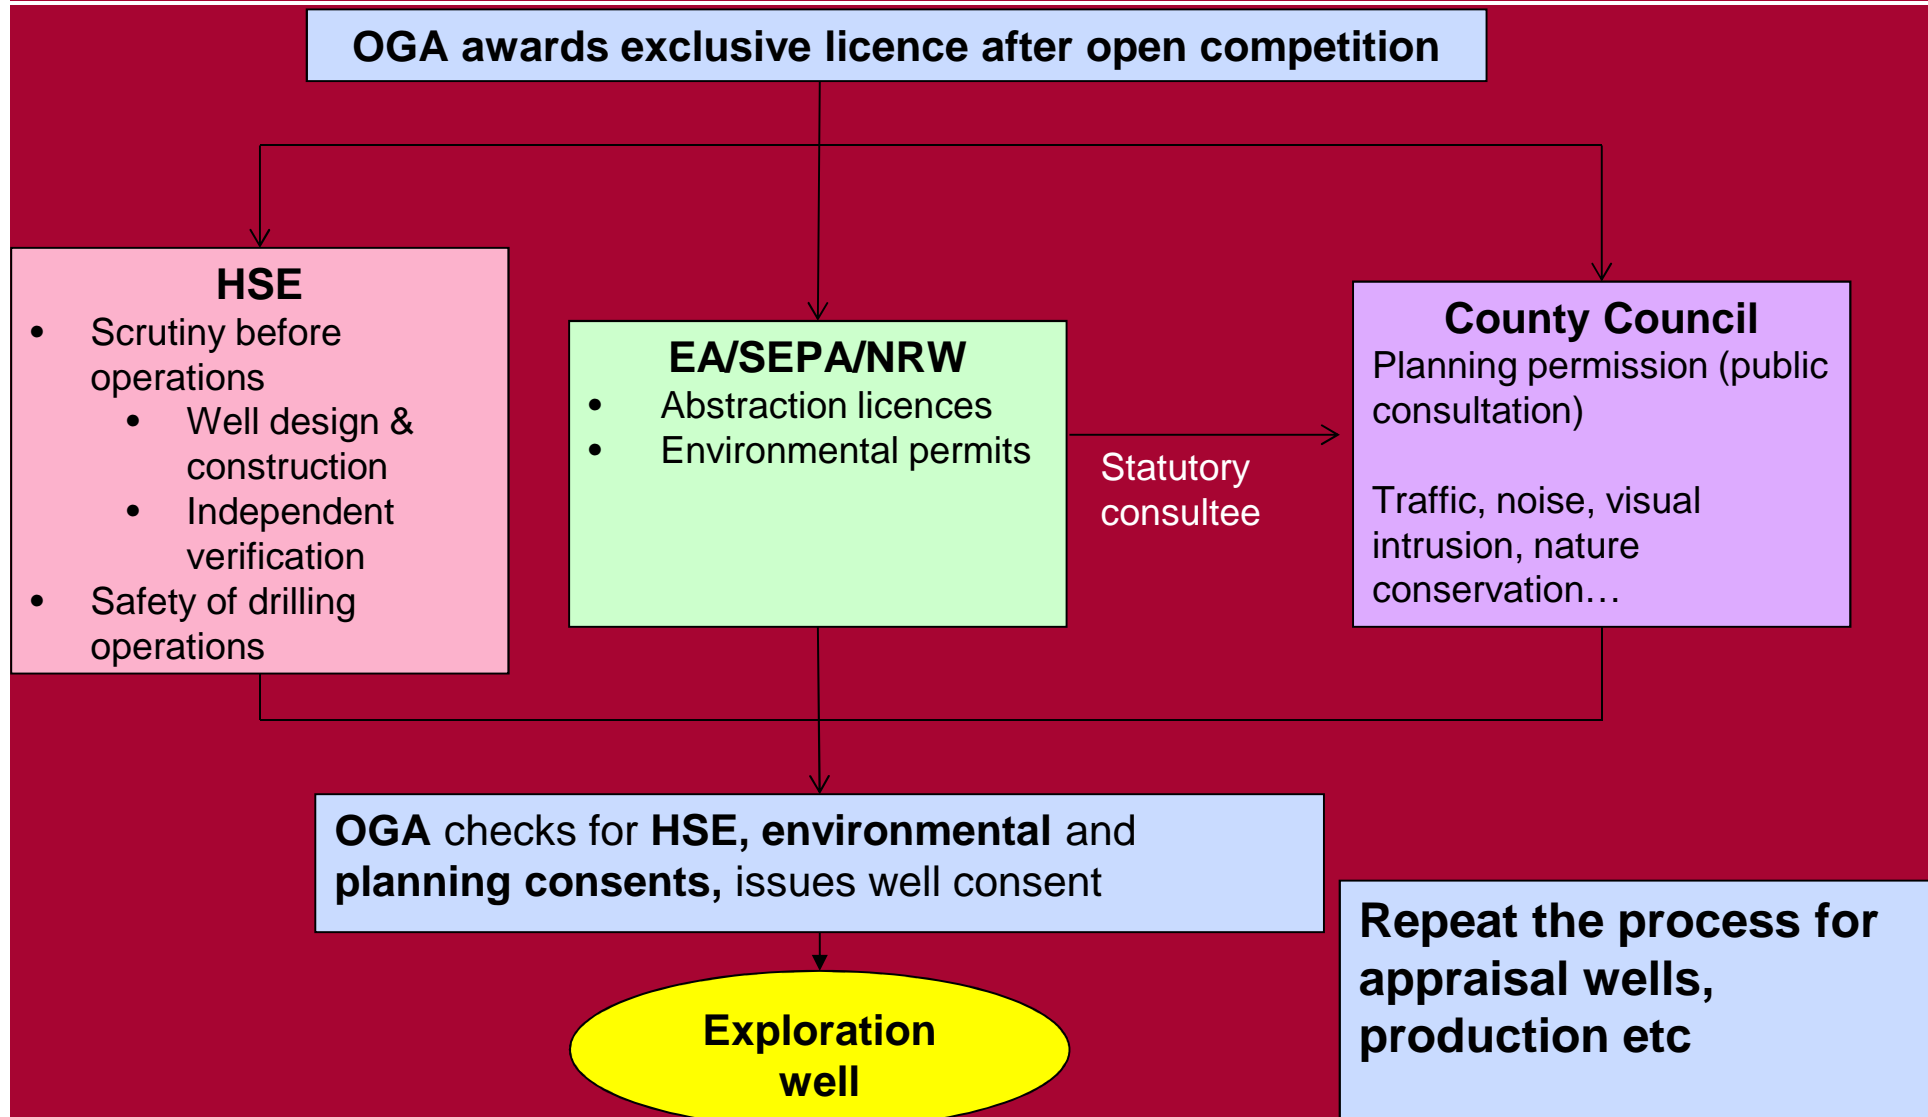 OGA awards exclusive licence after open competition
HSE
• Scrutiny before
operations
• Well design &
construction
• Independent
verification
• Safety of drilling
operations
EA/SEPA/NRW
• Abstraction licences
• Environmental permits
Statutory
consultee
County Council
Planning permission (public
consultation)
Traffic, noise, visual
intrusion, nature
conservation…
OGA checks for HSE, environmental and
planning consents, issues well consent
Exploration
well
Repeat the process for
appraisal wells,
production etc